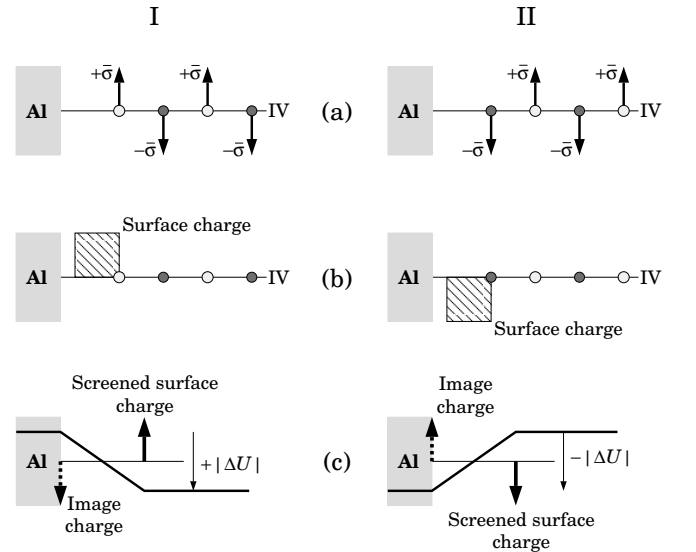 I
II
+σ̄
+σ̄
Al
IV
−σ̄
−σ̄
(a)
+σ̄
+σ̄
Al
IV
−σ̄
−σ̄
Surface charge
Al
IV
(b)
Al
IV
Surface charge
Screened surface
charge
Al
+|ΔU|
Image
charge
(c)
Image
charge
Al
−|ΔU|
Screened surface
charge